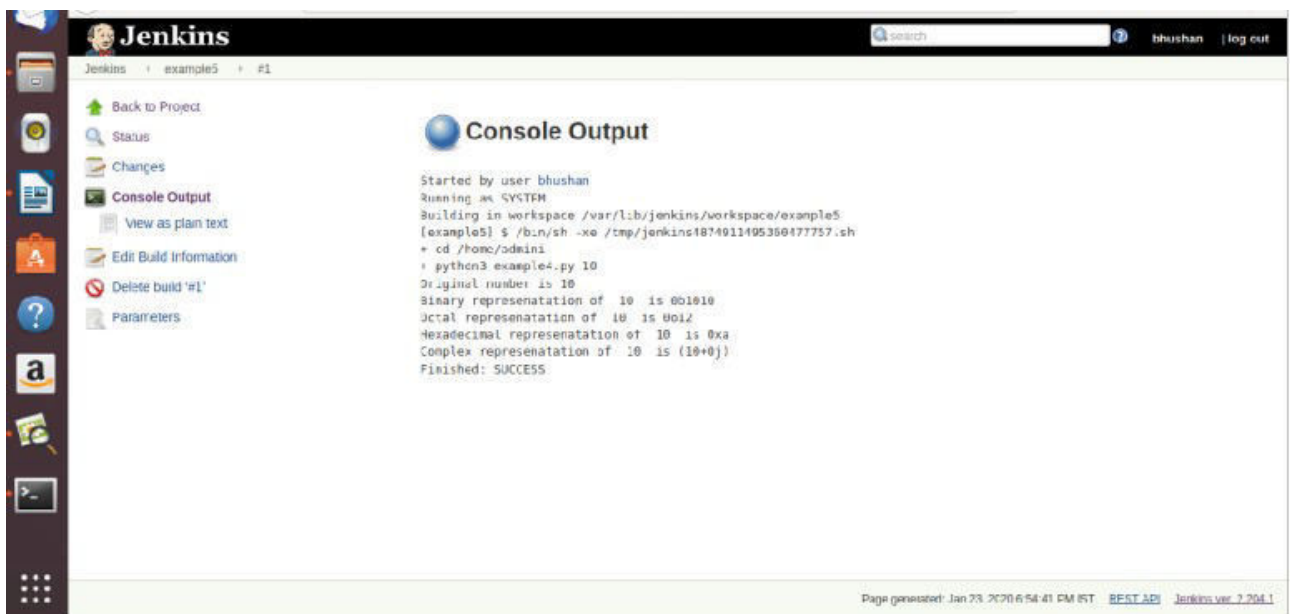 Jenkins
search
bhushan | log out
Jenkins example5 #1
Back to Project
Status
Changes
Console Output
View as plain text
Edit Build Information
Delete build '#1'
Parameters
Console Output
Started by user bhushan
Running as SYSTEM
Building in workspace /var/lib/jenkins/workspace/example5
[example5] $ /bin/sh -xe
+ cd /home/admini
+ python3 example4.py 10
Original number is 10
Binary represenatation of 10 is 0b1010
Octal represenatation of 10 is 0o12
Hexadecimal represenatation of 10 is 0xa
Complex represenatation of 10 is (10+0j)
Finished: SUCCESS
Page generated: Jan 23, 2020 6:54:41 PM IST REST API Jenkins ver. 2.204.1